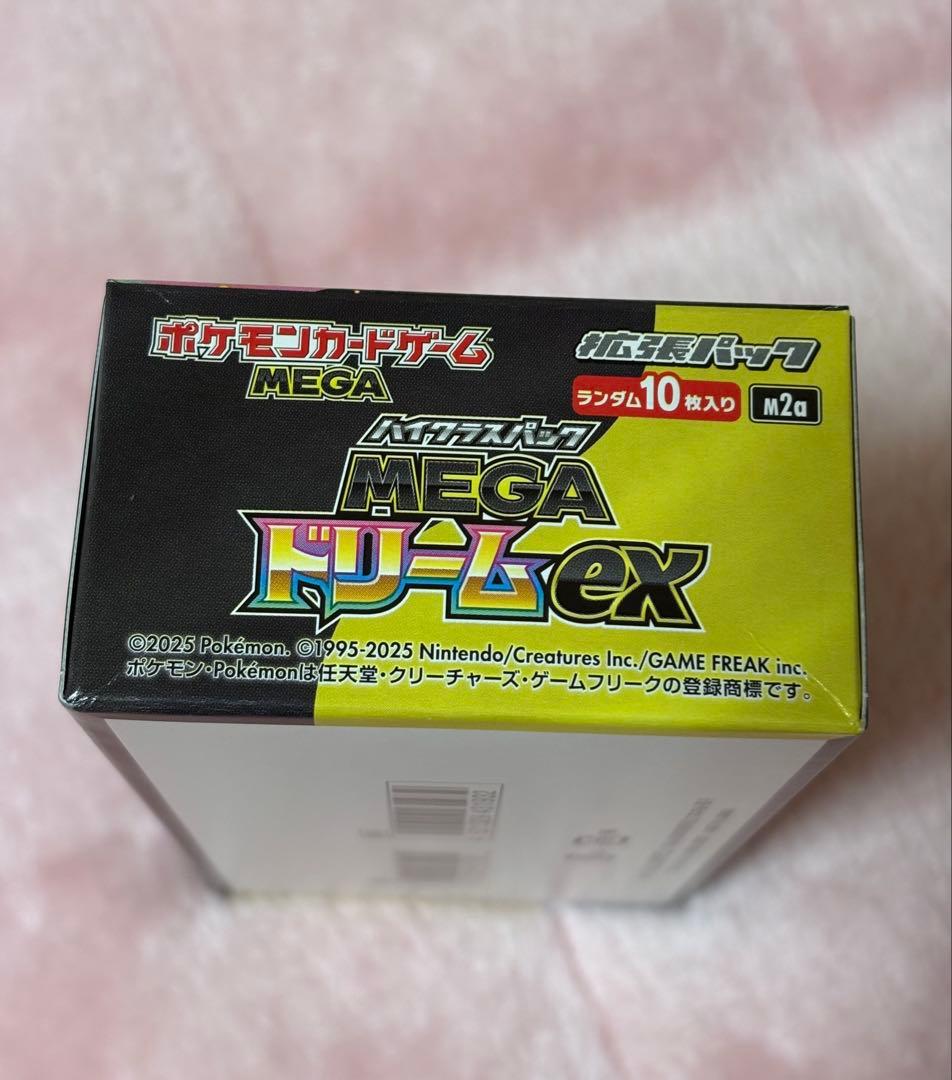 ポケモンカードゲーム™
MEGA
拡張パック
ランダム10枚入り
M2a
ハイクラスパック
MEGA
ドリームex
©2025 Pokémon. ©1995-2025 Nintendo/Creatures Inc./GAME FREAK inc.
ポケモン・Pokémonは任天堂・クリーチャーズ・ゲームフリークの登録商標です。